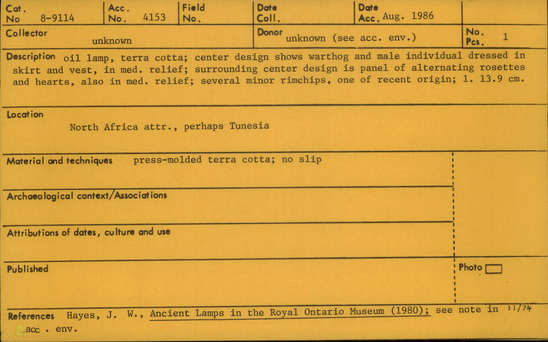 Cat. No 8-9114 Acc. No. 4153 Field No. Date Coll. Date Acc. Aug. 1986
Collector unknown Donor unknown (see acc. env.) No. Pcs. 1
Description oil lamp, terra cotta; center design shows warthog and male individual dressed in
skirt and vest, in med. relief; surrounding center design is panel of alternating rosettes
and hearts, also in med. relief; several minor rimchips, one of recent origin; l. 13.9 cm.
Location
North Africa attr., perhaps Tunesia
Material and techniques press-molded terra cotta; no slip
Archaeological context/Associations
Attributions of dates, culture and use
Published Photo
References Hayes, J. W., Ancient Lamps in the Royal Ontario Museum (1980); see note in 11/74
acc. env.